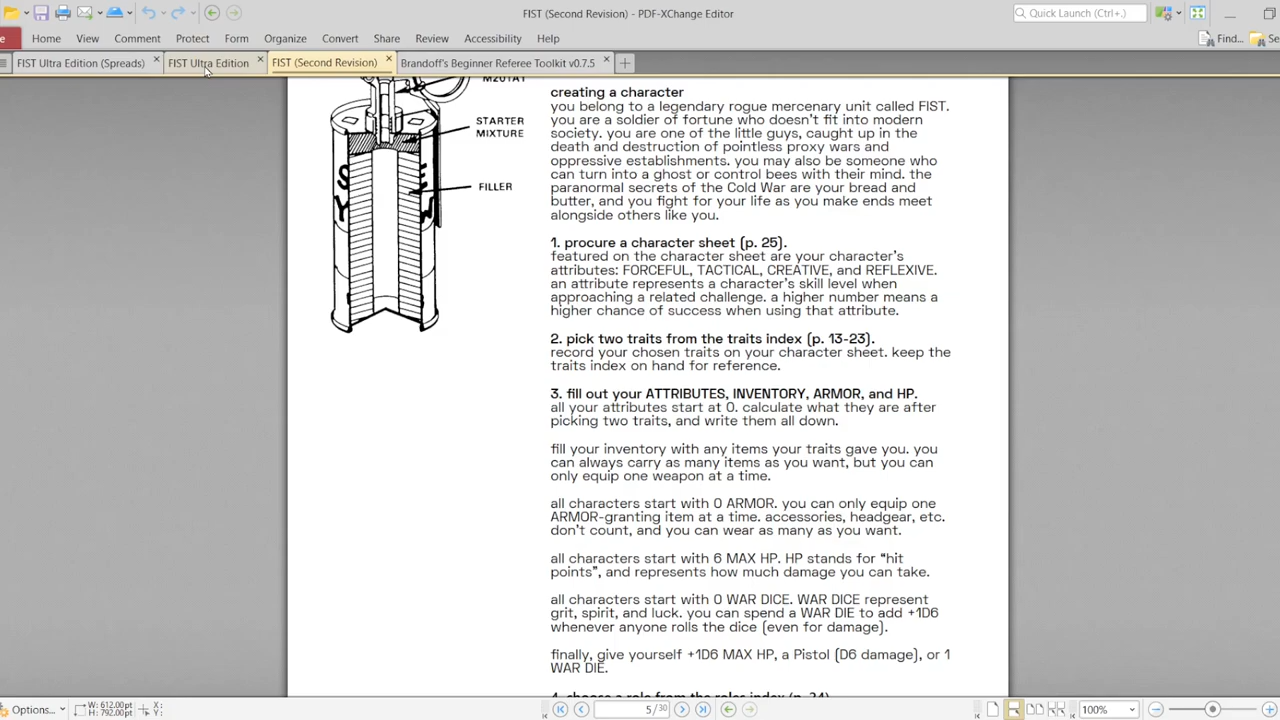 FIST (Second Revision) - PDF-XChange Editor
Quick Launch (Ctrl+.)
Home View Comment Protect Form Organize Convert Share Review Accessibility Help
Find...
FIST Ultra Edition (Spreads) FIST Ultra Edition FIST (Second Revision) Brandoff's Beginner Referee Toolkit v0.7.5
M201A1
STARTER
MIXTURE
FILLER
creating a character
you belong to a legendary rogue mercenary unit called FIST.
you are a soldier of fortune who doesn't fit into modern
society. you are one of the little guys, caught up in the
death and destruction of pointless proxy wars and
oppressive establishments. you may also be someone who
can turn into a ghost or control bees with their mind. the
paranormal secrets of the Cold War are your bread and
butter, and you fight for your life as you make ends meet
alongside others like you.
1. procure a character sheet (p. 25).
featured on the character sheet are your character's
attributes: FORCEFUL, TACTICAL, CREATIVE, and REFLEXIVE.
an attribute represents a character's skill level when
approaching a related challenge. a higher number means a
higher chance of success when using that attribute.
2. pick two traits from the traits index (p. 13-23).
record your chosen traits on your character sheet. keep the
traits index on hand for reference.
3. fill out your ATTRIBUTES, INVENTORY, ARMOR, and HP.
all your attributes start at 0. calculate what they are after
picking two traits, and write them all down.
fill your inventory with any items your traits gave you. you
can always carry as many items as you want, but you can
only equip one weapon at a time.
all characters start with 0 ARMOR. you can only equip one
ARMOR-granting item at a time. accessories, headgear, etc.
don't count, and you can wear as many as you want.
all characters start with 6 MAX HP. HP stands for "hit
points", and represents how much damage you can take.
all characters start with 0 WAR DICE. WAR DICE represent
grit, spirit, and luck. you can spend a WAR DIE to add +1D6
whenever anyone rolls the dice (even for damage).
finally, give yourself +1D6 MAX HP, a Pistol (D6 damage), or 1
WAR DIE.
4. choose a role from the roles index (p. 24)
Options... W: 612.00pt X:
H: 792.00pt Y:
5 /30
100%